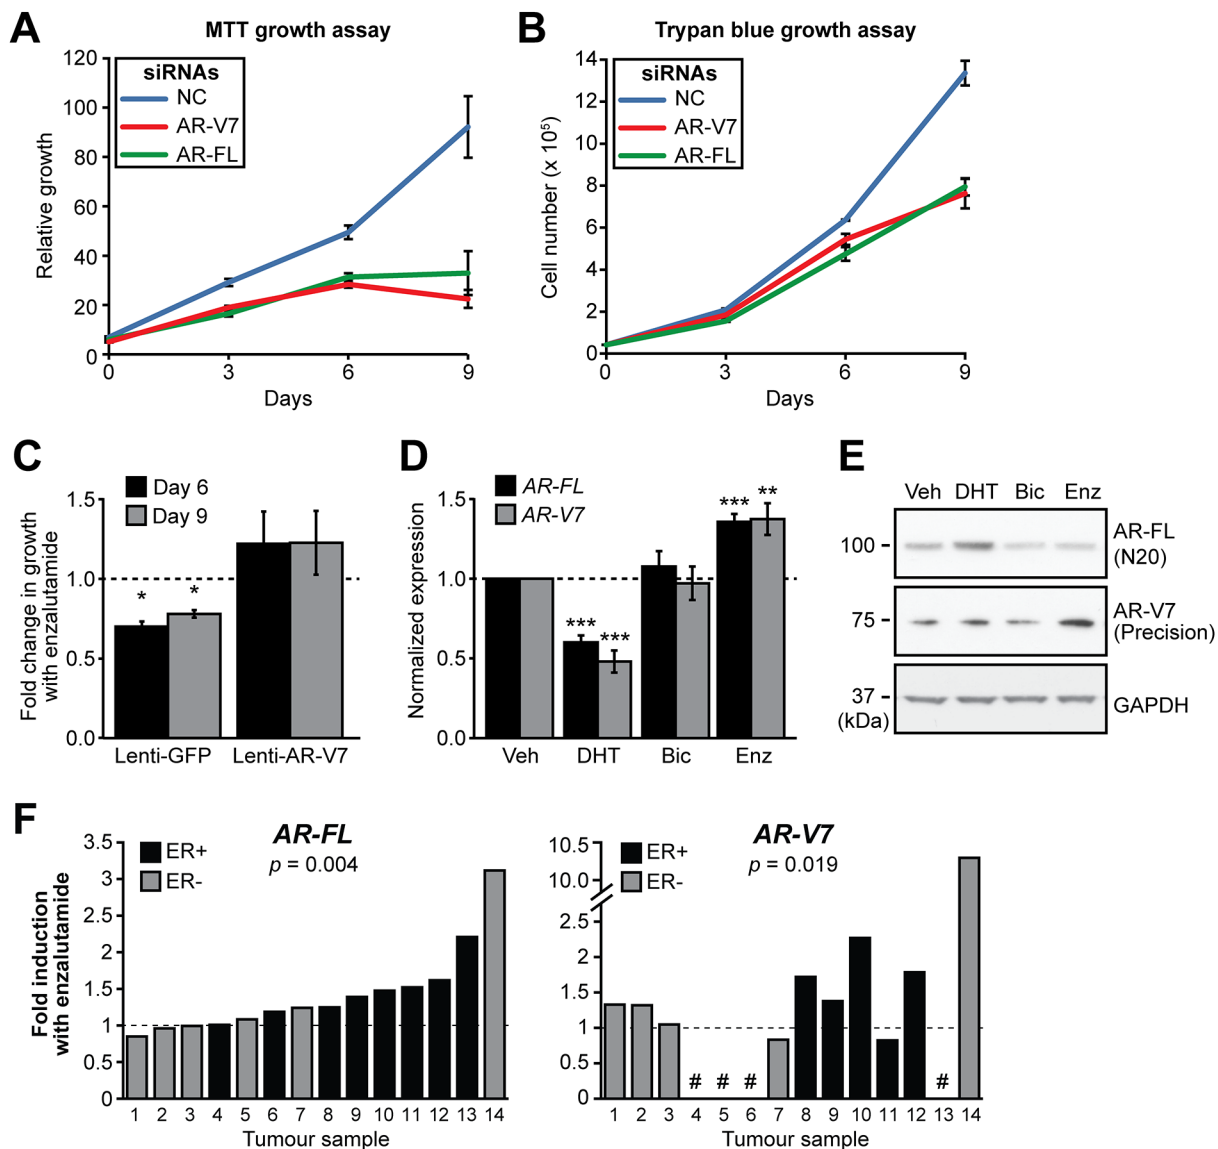 A
MTT growth assay
120
100
80
60
40
20
0
Relative growth
siRNAs
NC
AR-V7
AR-FL
0 3 6 9
Days
B
Trypan blue growth assay
14
12
14
10
8
6
4
2
0
Cell number (x 10⁵)
siRNAs
NC
AR-V7
AR-FL
0 3 6 9
Days
C
Day 6
Day 9
1.5
1.0
0.5
0.0
Fold change in growth
with enzalutamide
* *
Lenti-GFP Lenti-AR-V7
D
AR-FL
AR-V7
1.5
1.0
0.5
0.0
Normalized expression
*** ***
*** **
Veh DHT Bic Enz
E
Veh DHT Bic Enz
100
AR-FL
(N20)
75
AR-V7
(Precision)
37
(kDa)
GAPDH
F
AR-FL
p = 0.004
ER+
ER-
3.5
3
2.5
2
1.5
1
0.5
0
Fold induction
with enzalutamide
1 2 3 4 5 6 7 8 9 10 11 12 13 14
Tumour sample
AR-V7
p = 0.019
ER+
ER-
10.5
10.0
2.5
2
1.5
1
0.5
0
# # # #
1 2 3 4 5 6 7 8 9 10 11 12 13 14
Tumour sample